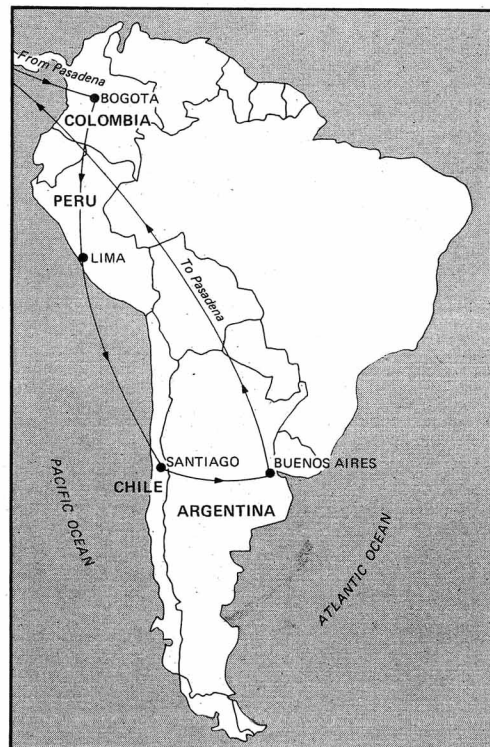 From Pasadena
BOGOTA
COLOMBIA
PERU
LIMA
To Pasadena
SANTIAGO
BUENOS AIRES
CHILE
ARGENTINA
PACIFIC OCEAN
ATLANTIC OCEAN